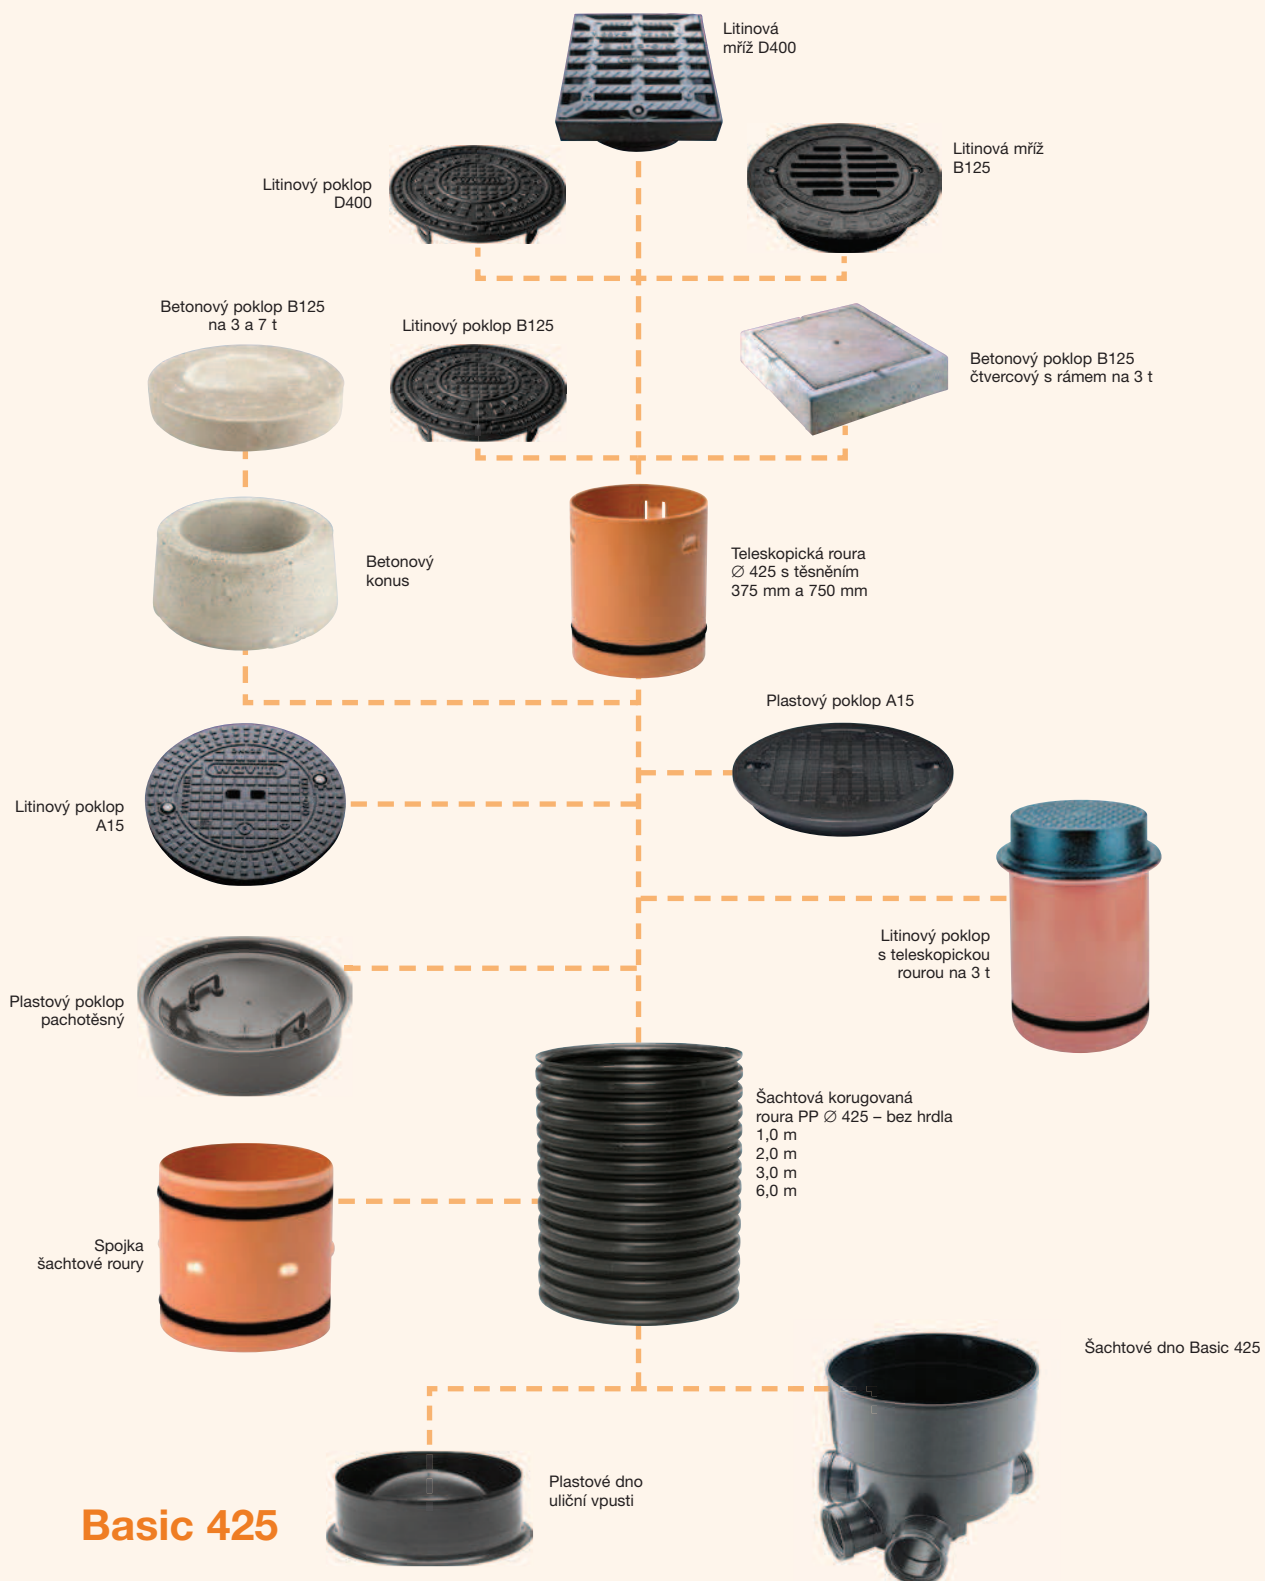 Litinová
mříž D400
Litinová mříž
B125
Litinový poklop
D400
Betonový poklop B125
na 3 a 7 t
Litinový poklop B125
Betonový poklop B125
čtvercový s rámem na 3 t
Betonový
konus
Teleskopická roura
∅ 425 s těsněním
375 mm a 750 mm
Plastový poklop A15
WAVIN
Litinový poklop
A15
Litinový poklop
s teleskopickou
rourou na 3 t
Plastový poklop
pachotěsný
Šachtová korugovaná
roura PP ∅ 425 – bez hrdla
1,0 m
2,0 m
3,0 m
6,0 m
Spojka
šachtové roury
Šachtové dno Basic 425
Plastové dno
uliční vpusti
Basic 425